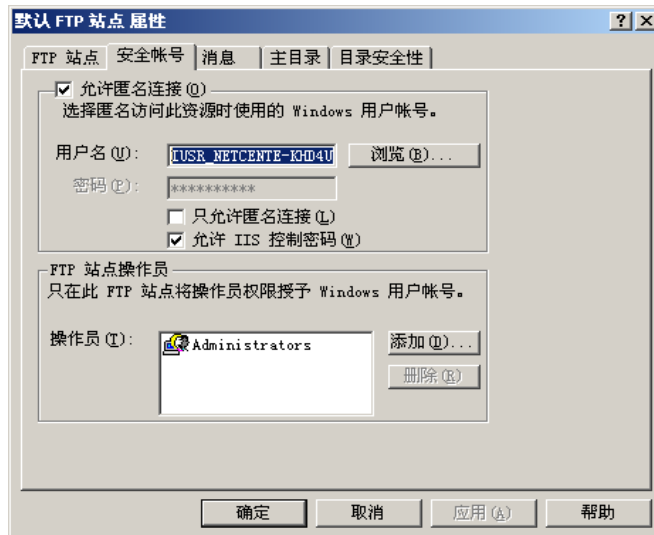 默认 FTP 站点 属性
FTP 站点 安全帐号 消息 主目录 目录安全性
允许匿名连接(O)
选择匿名访问此资源时使用的 Windows 用户帐号。
用户名(U): IUSR_NETCENTE-KHD4U 浏览(B)...
密码(P): **********
只允许匿名连接(L)
允许 IIS 控制密码(W)
FTP 站点操作员
只在此 FTP 站点将操作员权限授予 Windows 用户帐号。
操作员(T): Administrators 添加(D)...
删除(R)
确定 取消 应用(A) 帮助